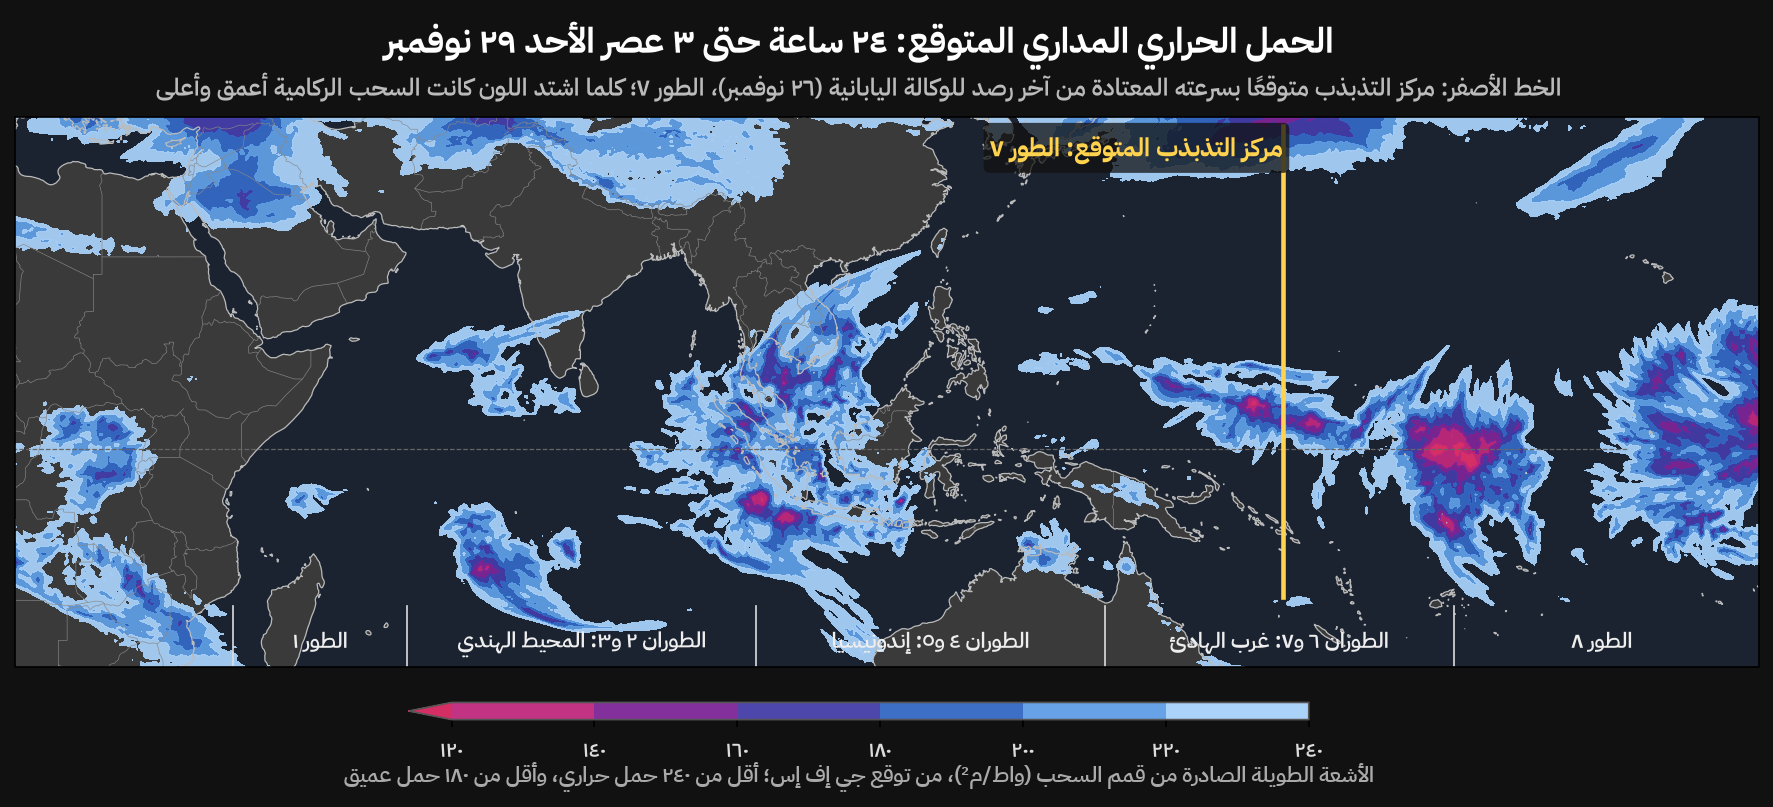 الحمل الحراري المداري المتوقع: ٢٤ ساعة حتى ٣ عصر الأحد ٢٩ نوفمبر
الخط الأصفر: مركز التذبذب متوقعًا بسرعته المعتادة من آخر رصد للوكالة اليابانية (٢٦ نوفمبر)، الطور ٧؛ كلما اشتد اللون كانت السحب الركامية أعمق وأعلى
مركز التذبذب المتوقع: الطور ٧
الطور ١
الطوران ٢ و٣: المحيط الهندي
الطوران ٤ و٥: إندونيسيا
الطوران ٦ و٧: غرب الهادئ
الطور ٨
١٢٠
١٤٠
١٦٠
١٨٠
٢٠٠
٢٢٠
٢٤٠
الأشعة الطويلة الصادرة من قمم السحب (واط/م²)، من توقع جي إف إس؛ أقل من ٢٤٠ حمل حراري، وأقل من ١٨٠ حمل عميق